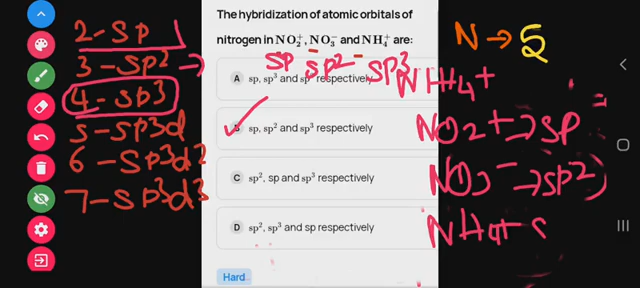 2-SP
3-SP2→
4-SP3
5-SP3d
6-SP3d2
7-SP3d3
The hybridization of atomic orbitals of
nitrogen in NO₂⁺, NO₃⁻ and NH₄⁺ are:
SP SP2 SP3
A sp, sp³ and sp² respectively
B sp, sp² and sp³ respectively
C sp², sp and sp³ respectively
D sp², sp³ and sp respectively
Hard
N→5
NH4+
NO2+→SP
NO3-→SP2)
NH4+S